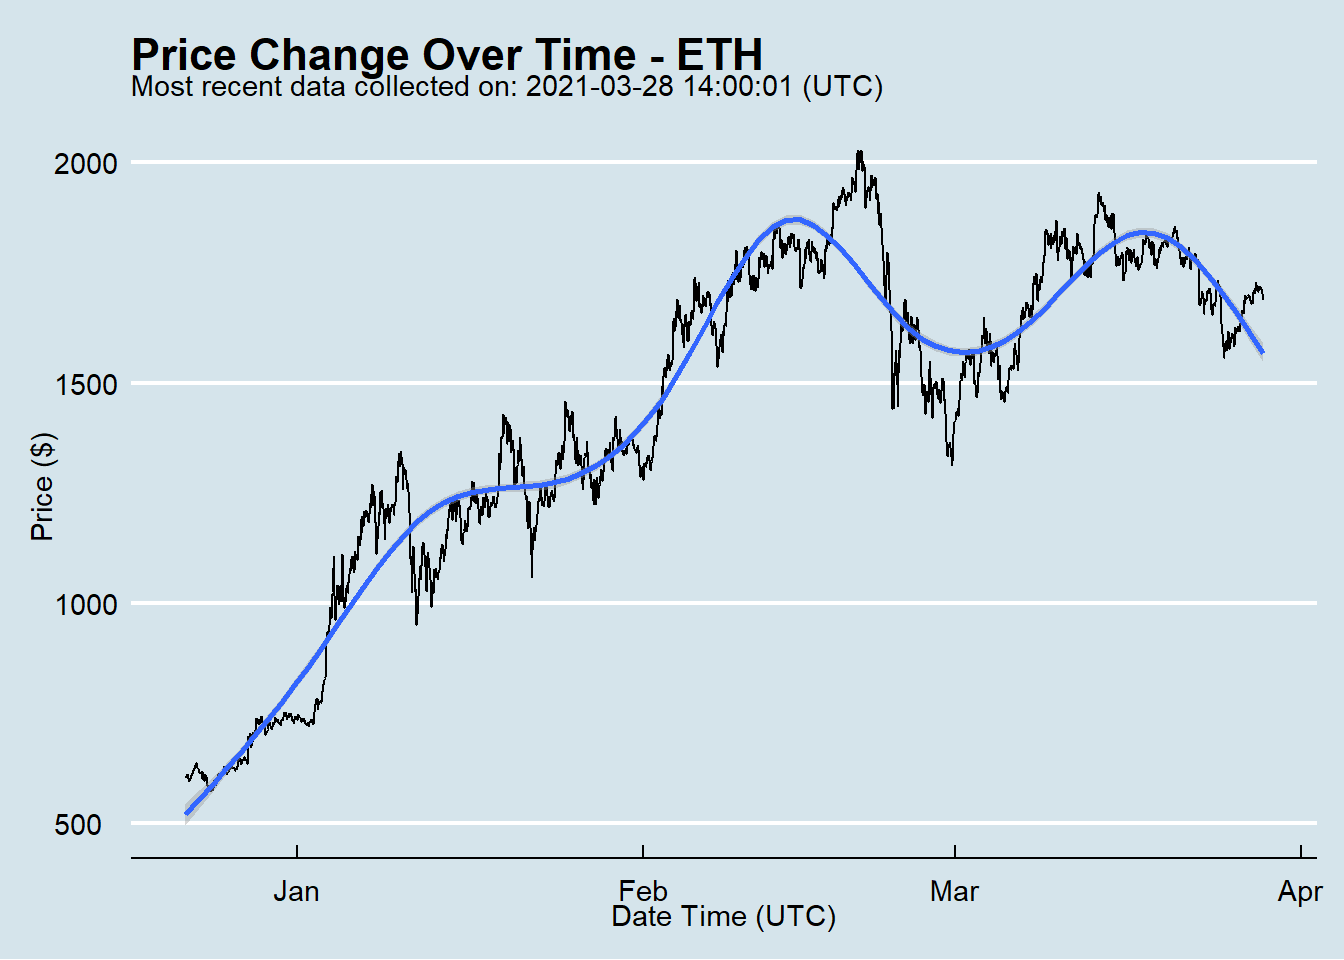 Price Change Over Time - ETH
Most recent data collected on: 2021-03-28 14:00:01 (UTC)
2000
1500
1000
500
Price ($)
Jan
Feb
Mar
Apr
Date Time (UTC)